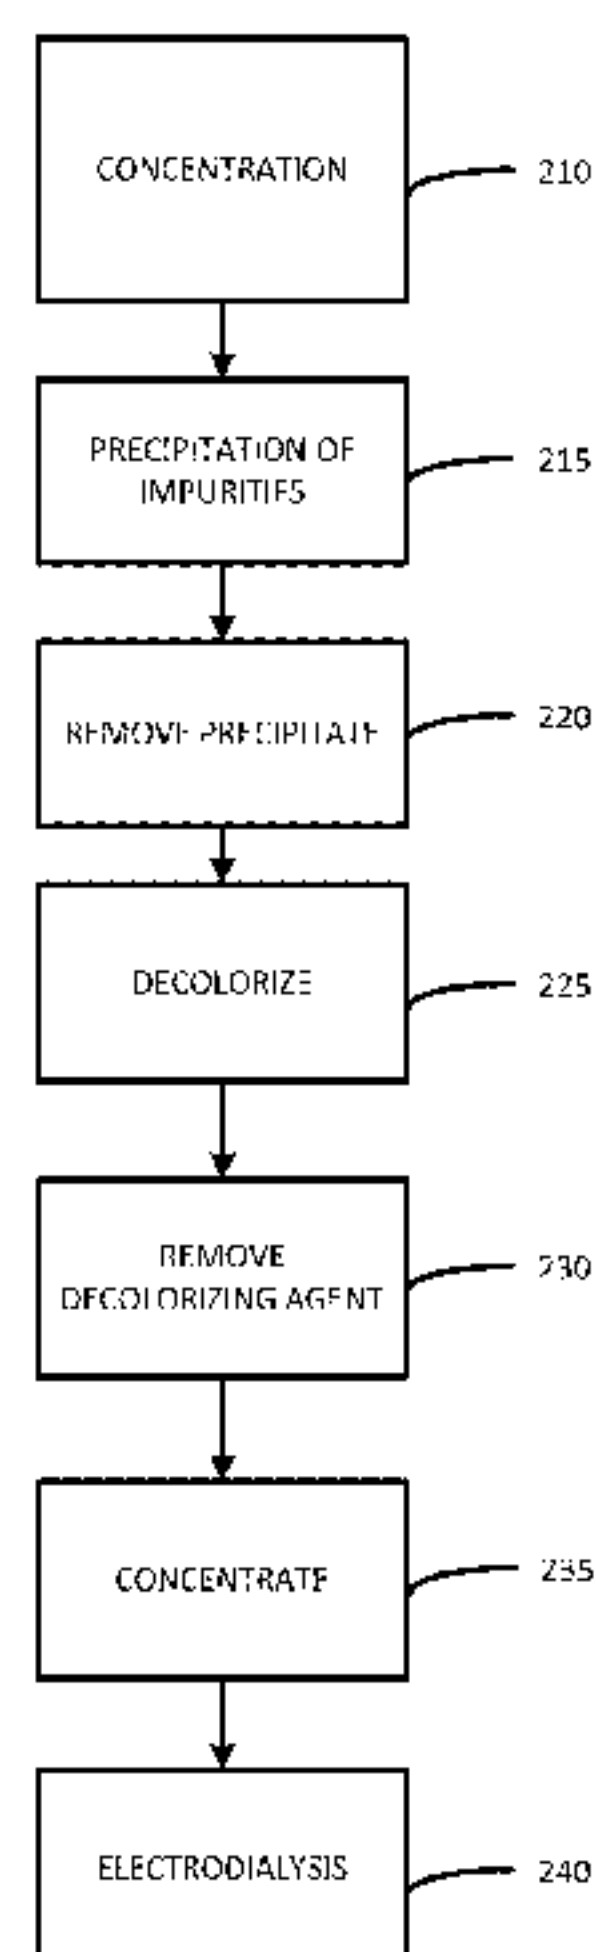 CONCENTRATION
210
PRECIPITATION OF
IMPURITIES
215
REMOVE PRECIPITATE
220
DECOLORIZE
225
REMOVE
DECOLORIZING AGENT
230
CONCENTRATE
235
ELECTRODIALYSIS
240